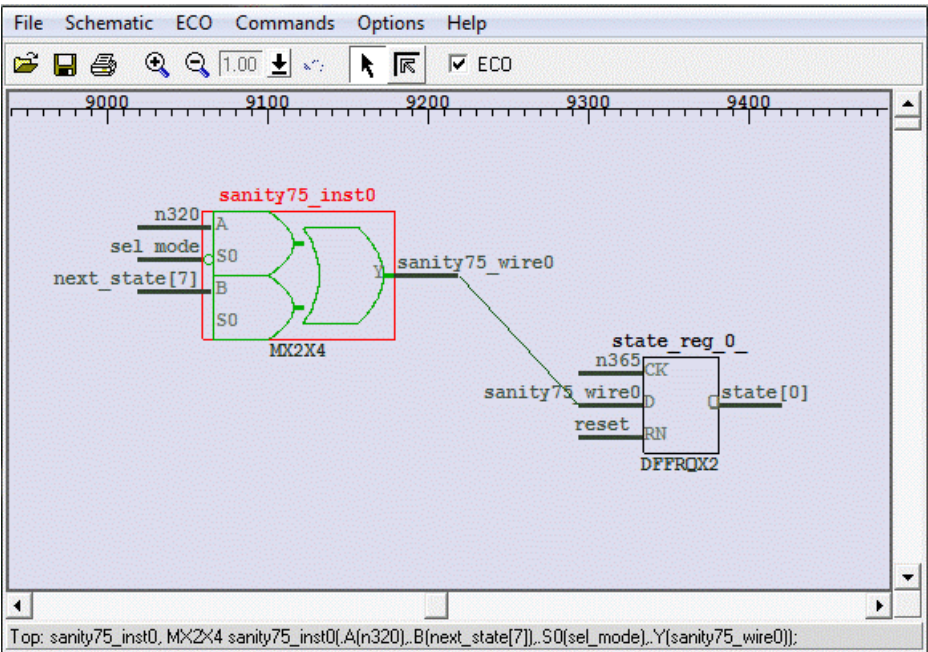 File Schematic ECO Commands Options Help
1.00 ECO
9000 9100 9200 9300 9400
sanity75_inst0
n320 A
sel_mode S0
next_state[7] B
S0
Y sanity75_wire0
MX2X4
state_reg_0_
n365 CK
sanity75_wire0 D Q state[0]
reset RN
DFFRQX2
Top: sanity75_inst0, MX2X4 sanity75_inst0(.A(n320),.B(next_state[7]),.S0(sel_mode),.Y(sanity75_wire0));